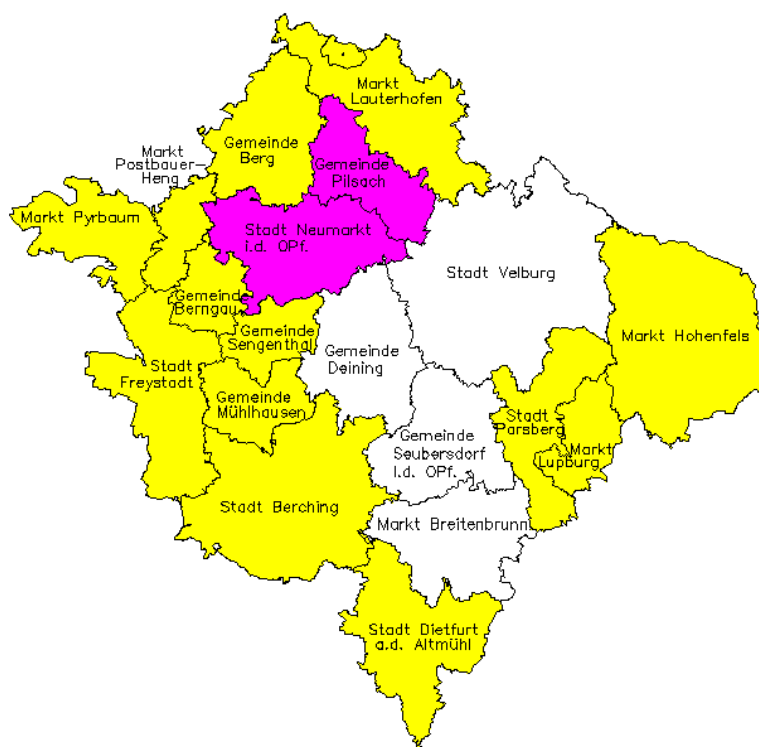 Markt
Lauterhofen
Gemeinde
Berg
Markt
Postbauer-
Heng
Gemeinde
Pilsach
Markt Pyrbaum
Stadt Neumarkt
i.d. OPf.
Stadt Velburg
Gemeinde
Berngau
Gemeinde
Sengenthal
Markt Hohenfels
Gemeinde
Deining
Stadt
Freystadt
Gemeinde
Mühlhausen
Stadt
Parsberg
Gemeinde
Seubersdorf
i.d. OPf.
Markt
Lupburg
Stadt Berching
Markt Breitenbrunn
Stadt Dietfurt
a.d. Altmühl